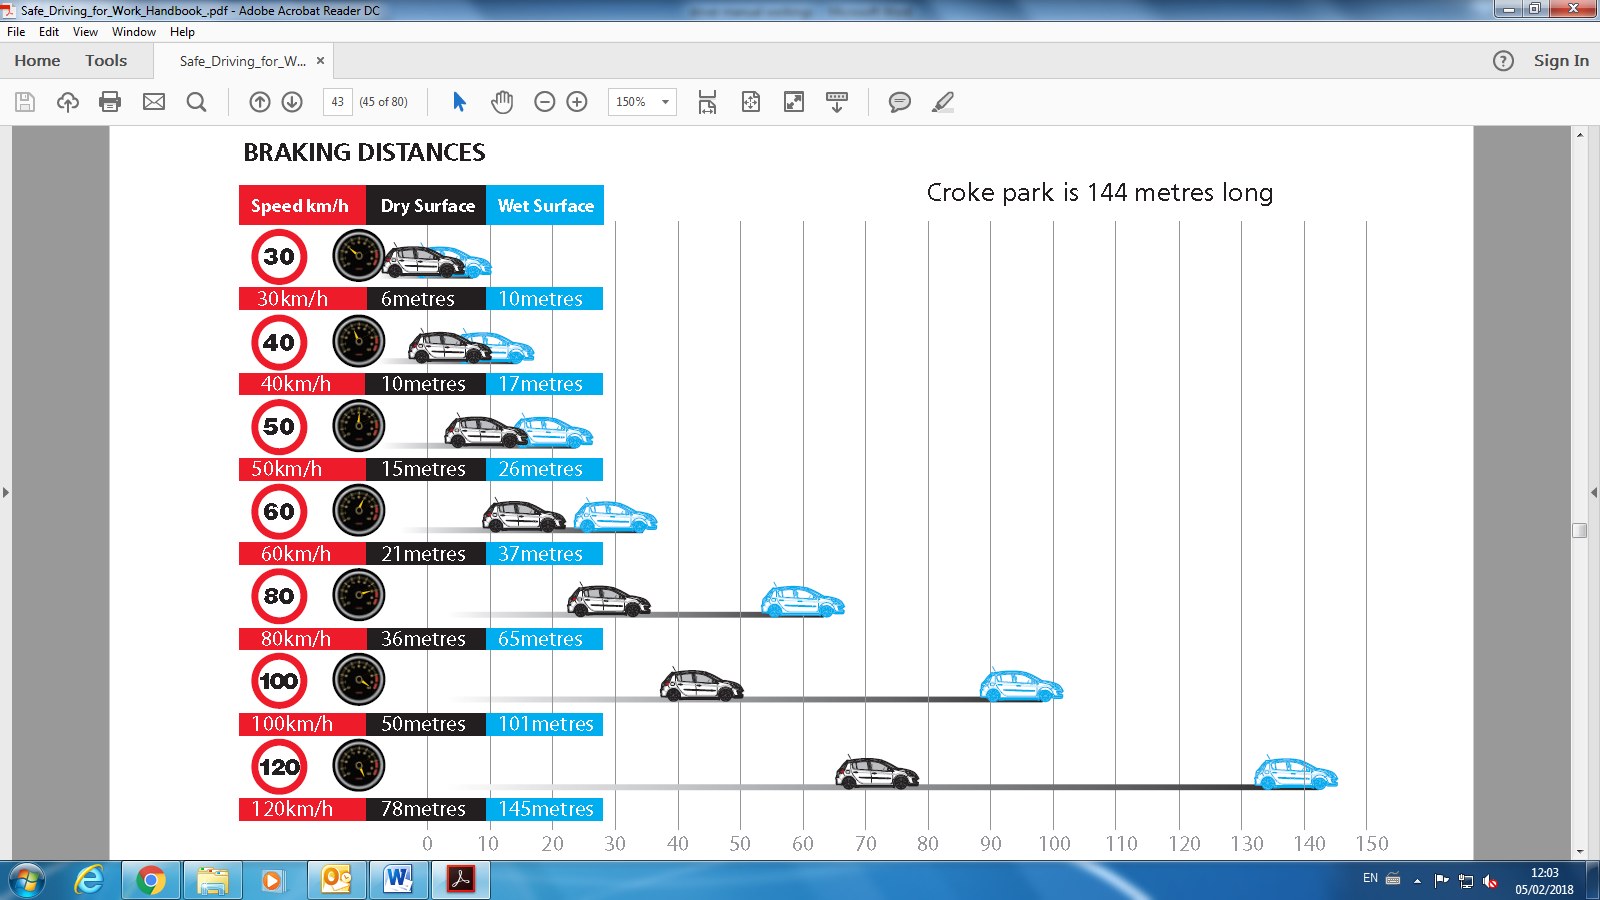 Safe_Driving_for_Work_Handbook_.pdf - Adobe Acrobat Reader DC
File Edit View Window Help
Home Tools Safe_Driving_for_W... × ? Sign In
43 (45 of 80) 150%
BRAKING DISTANCES
Croke park is 144 metres long
Speed km/h Dry Surface Wet Surface
30
30km/h 6metres 10metres
40
40km/h 10metres 17metres
50
50km/h 15metres 26metres
60
60km/h 21metres 37metres
80
80km/h 36metres 65metres
100
100km/h 50metres 101metres
120
120km/h 78metres 145metres
0 10 20 30 40 50 60 70 80 90 100 110 120 130 140 150
EN 12:03
05/02/2018